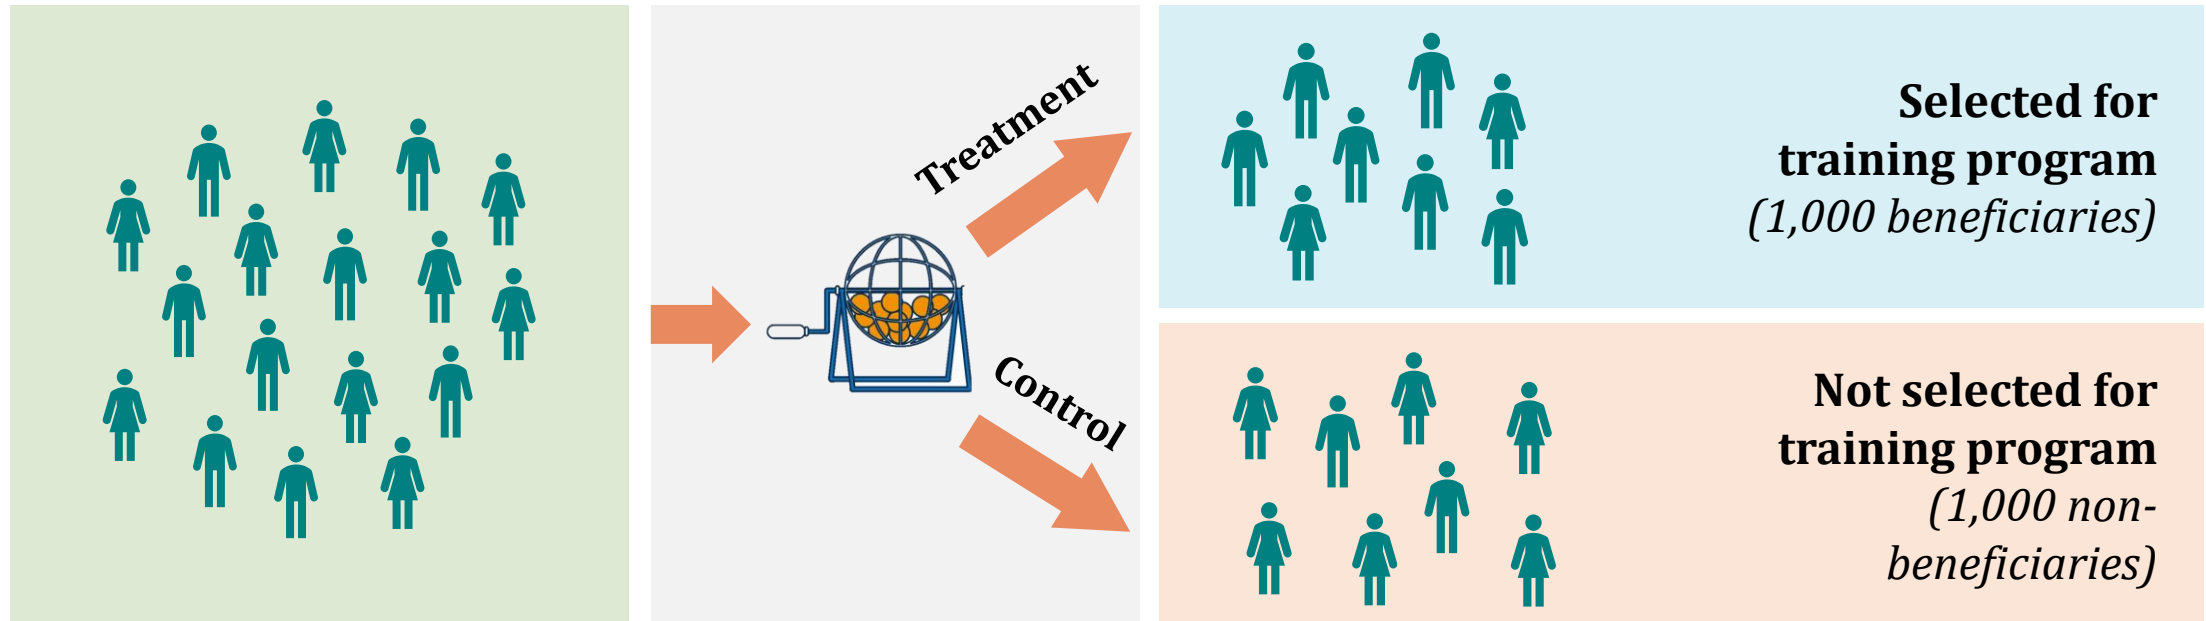 Treatment
Control
Selected for
training program
(1,000 beneficiaries)
Not selected for
training program
(1,000 non-
beneficiaries)